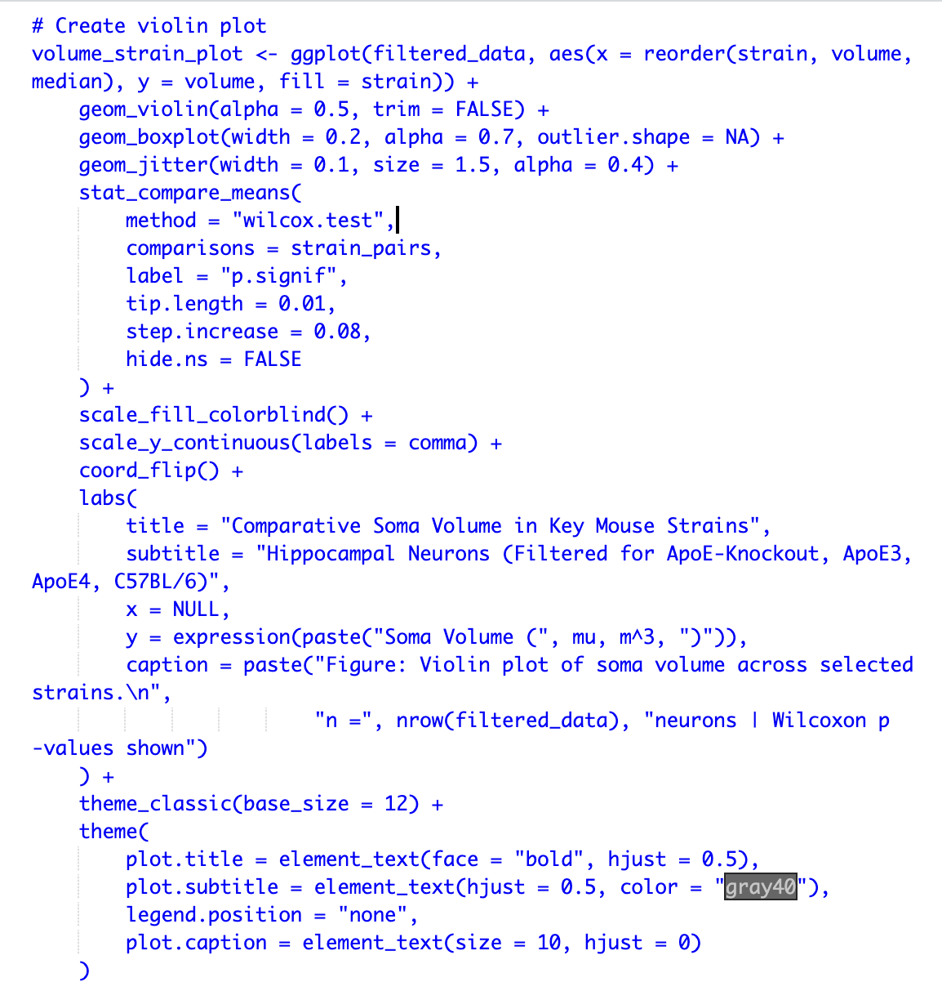 # Create violin plot
volume_strain_plot <- ggplot(filtered_data, aes(x = reorder(strain, volume,
median), y = volume, fill = strain)) +
    geom_violin(alpha = 0.5, trim = FALSE) +
    geom_boxplot(width = 0.2, alpha = 0.7, outlier.shape = NA) +
    geom_jitter(width = 0.1, size = 1.5, alpha = 0.4) +
    stat_compare_means(
        method = "wilcox.test",
        comparisons = strain_pairs,
        label = "p.signif",
        tip.length = 0.01,
        step.increase = 0.08,
        hide.ns = FALSE
    ) +
    scale_fill_colorblind() +
    scale_y_continuous(labels = comma) +
    coord_flip() +
    labs(
        title = "Comparative Soma Volume in Key Mouse Strains",
        subtitle = "Hippocampal Neurons (Filtered for ApoE-Knockout, ApoE3,
ApoE4, C57BL/6)",
        x = NULL,
        y = expression(paste("Soma Volume (", mu, m^3, ")")),
        caption = paste("Figure: Violin plot of soma volume across selected
strains.\n",
                        "n =", nrow(filtered_data), "neurons | Wilcoxon p
-values shown")
    ) +
    theme_classic(base_size = 12) +
    theme(
        plot.title = element_text(face = "bold", hjust = 0.5),
        plot.subtitle = element_text(hjust = 0.5, color = "gray40"),
        legend.position = "none",
        plot.caption = element_text(size = 10, hjust = 0)
    )